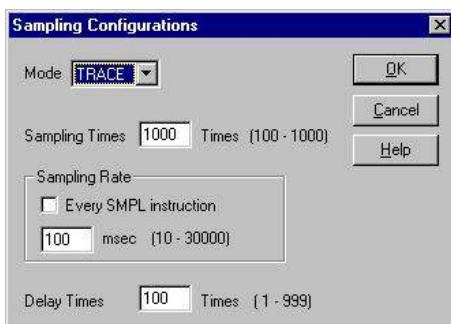 Sampling Configurations
Mode TRACE
OK
Cancel
Sampling Times 1000 Times (100 - 1000)
Help
Sampling Rate
Every SMPL instruction
100 msec (10 - 30000)
Delay Times 100 Times (1 - 999)